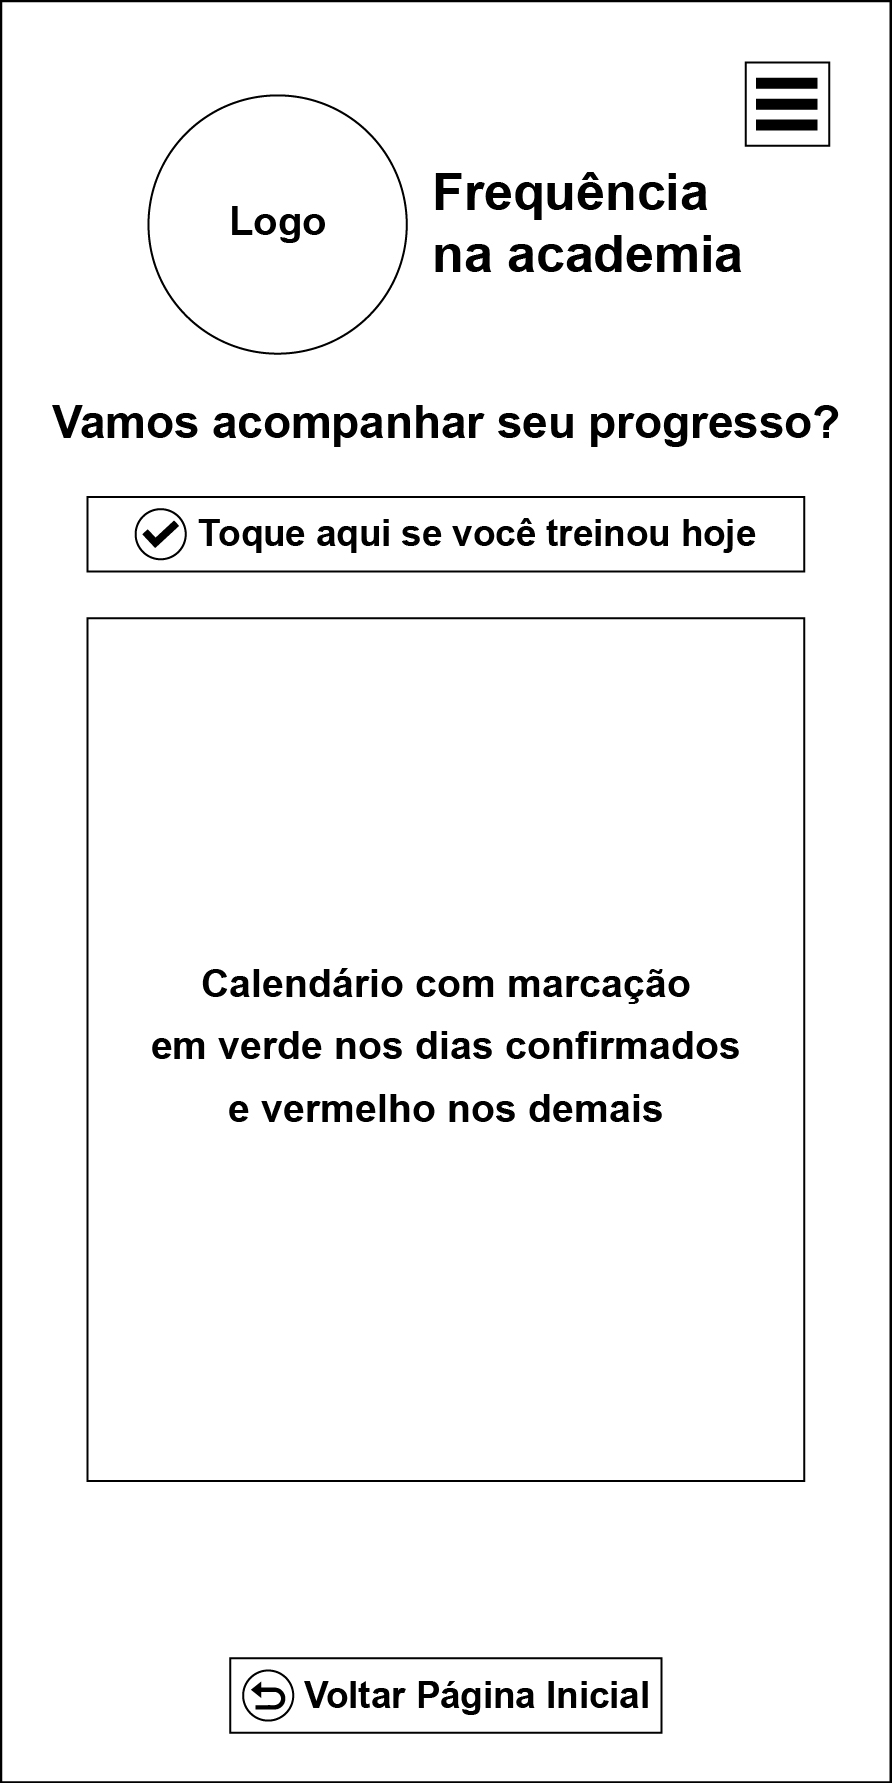 Logo
Frequência
na academia
Vamos acompanhar seu progresso?
Toque aqui se você treinou hoje
Calendário com marcação
em verde nos dias confirmados
e vermelho nos demais
Voltar Página Inicial